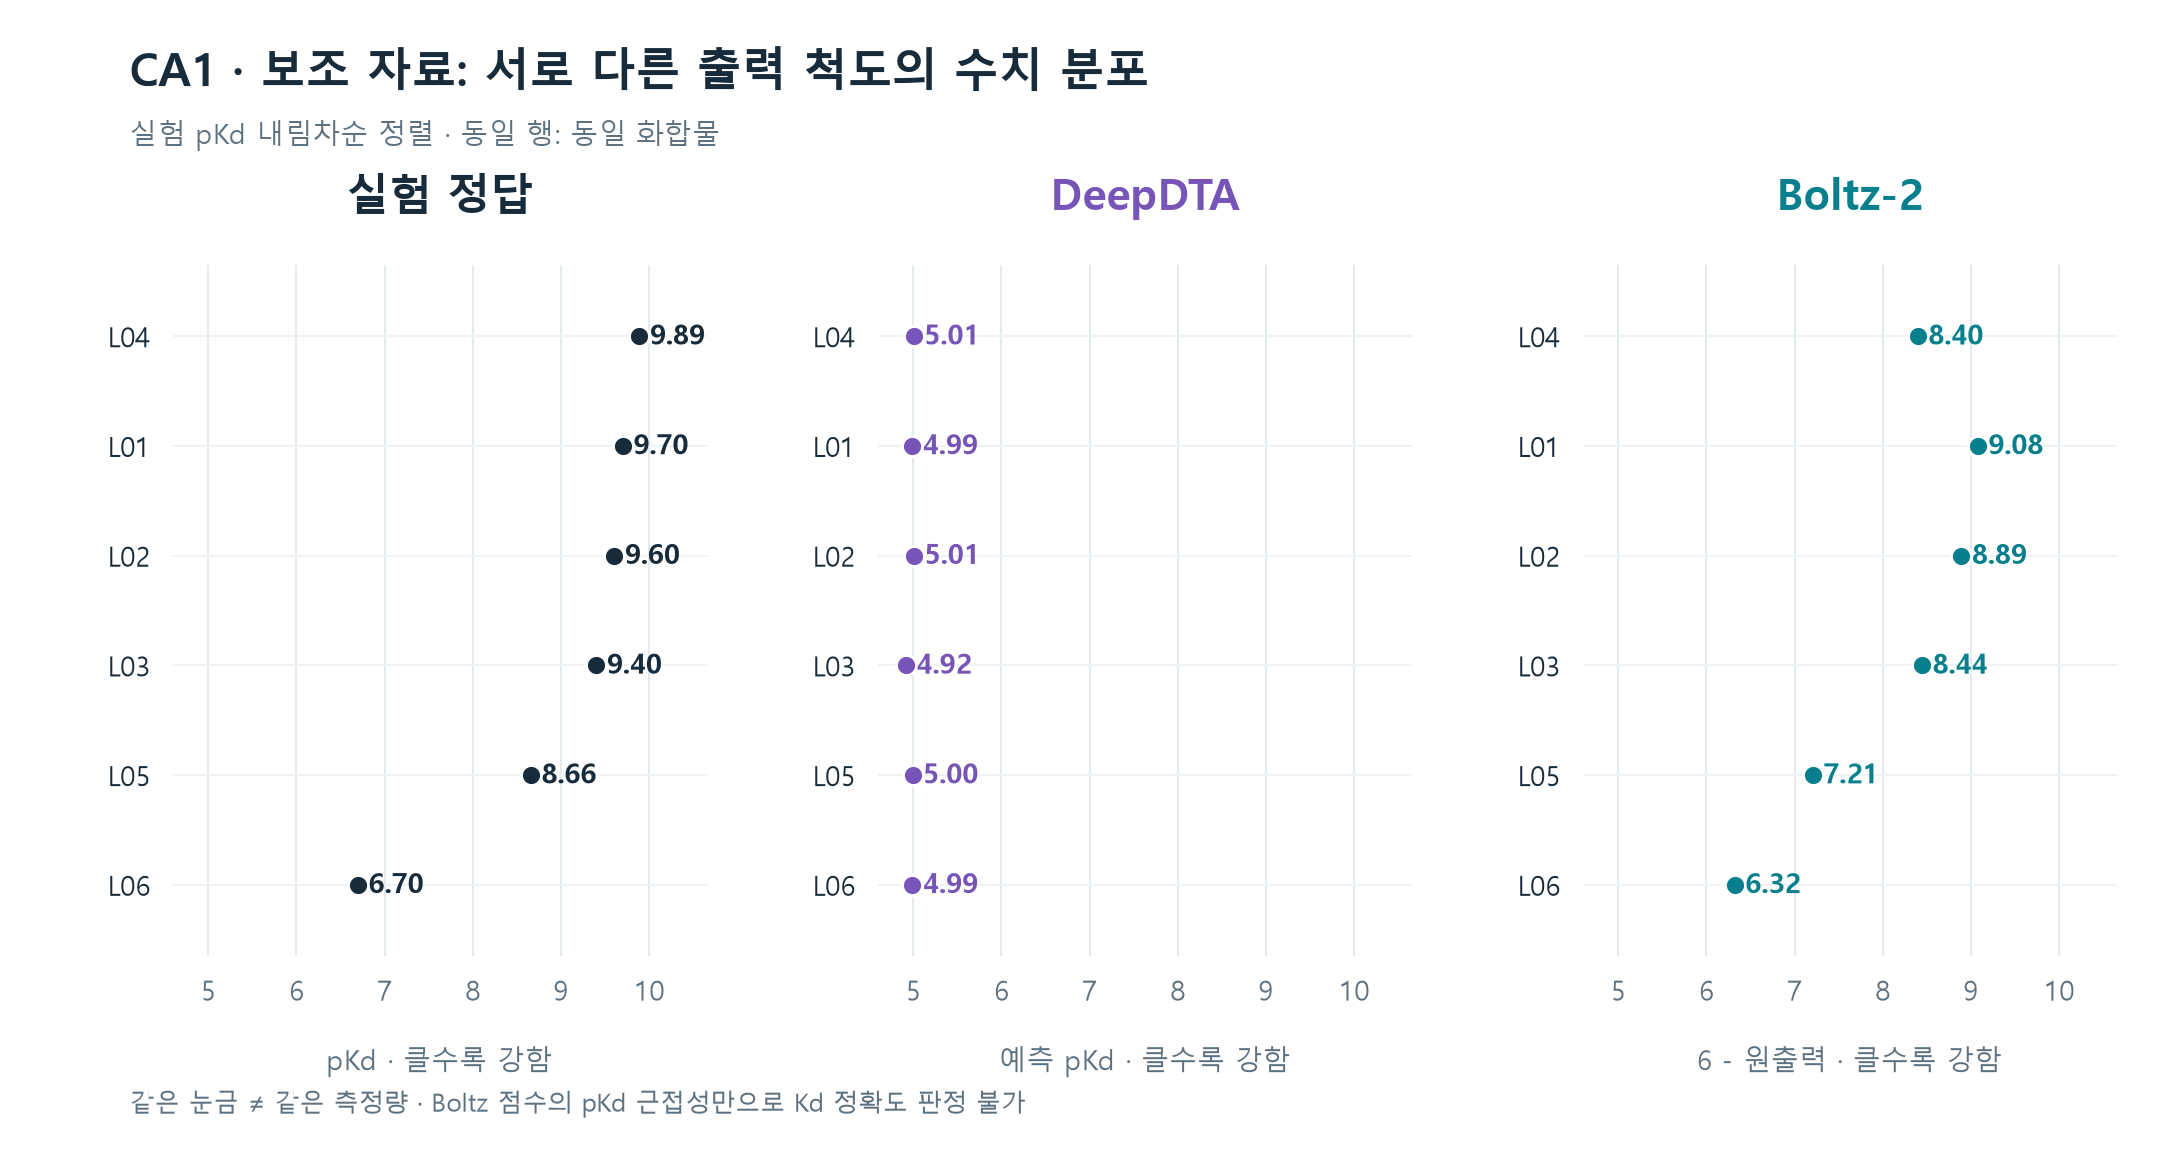 CA1 · 보조 자료: 서로 다른 출력 척도의 수치 분포
실험 pKd 내림차순 정렬 · 동일 행: 동일 화합물
실험 정답
L04 9.89
L01 9.70
L02 9.60
L03 9.40
L05 8.66
L06 6.70
5 6 7 8 9 10
pKd · 클수록 강함
DeepDTA
L04 5.01
L01 4.99
L02 5.01
L03 4.92
L05 5.00
L06 4.99
5 6 7 8 9 10
예측 pKd · 클수록 강함
Boltz-2
L04 8.40
L01 9.08
L02 8.89
L03 8.44
L05 7.21
L06 6.32
5 6 7 8 9 10
6 - 원출력 · 클수록 강함
같은 눈금 ≠ 같은 측정량 · Boltz 점수의 pKd 근접성만으로 Kd 정확도 판정 불가